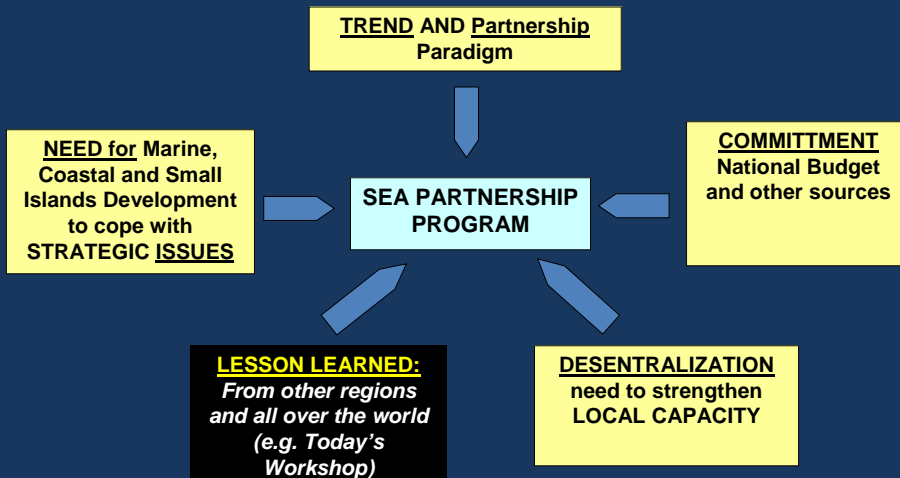 TREND AND Partnership
Paradigm
NEED for Marine,
Coastal and Small
Islands Development
to cope with
STRATEGIC ISSUES
SEA PARTNERSHIP
PROGRAM
COMMITTMENT
National Budget
and other sources
LESSON LEARNED:
From other regions
and all over the world
(e.g. Today's
Workshop)
DESENTRALIZATION
need to strengthen
LOCAL CAPACITY